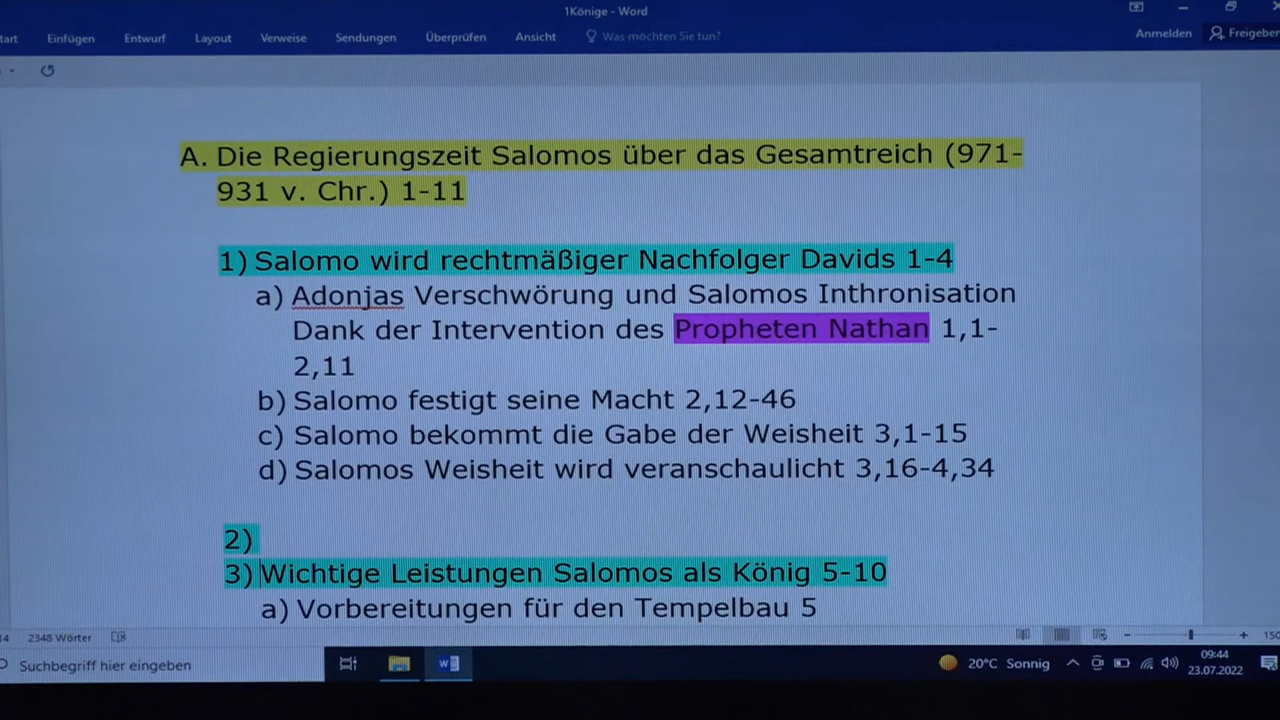 1Könige - Word
Einfügen Entwurf Layout Verweise Sendungen Überprüfen Ansicht Was möchten Sie tun? Anmelden
A. Die Regierungszeit Salomos über das Gesamtreich (971-
931 v. Chr.) 1-11
1) Salomo wird rechtmäßiger Nachfolger Davids 1-4
a) Adonjas Verschwörung und Salomos Inthronisation
Dank der Intervention des Propheten Nathan 1,1-
2,11
b) Salomo festigt seine Macht 2,12-46
c) Salomo bekommt die Gabe der Weisheit 3,1-15
d) Salomos Weisheit wird veranschaulicht 3,16-4,34
2)
3) Wichtige Leistungen Salomos als König 5-10
a) Vorbereitungen für den Tempelbau 5
2348 Wörter
Suchbegriff hier eingeben
20°C Sonnig
09:44
23.07.2022